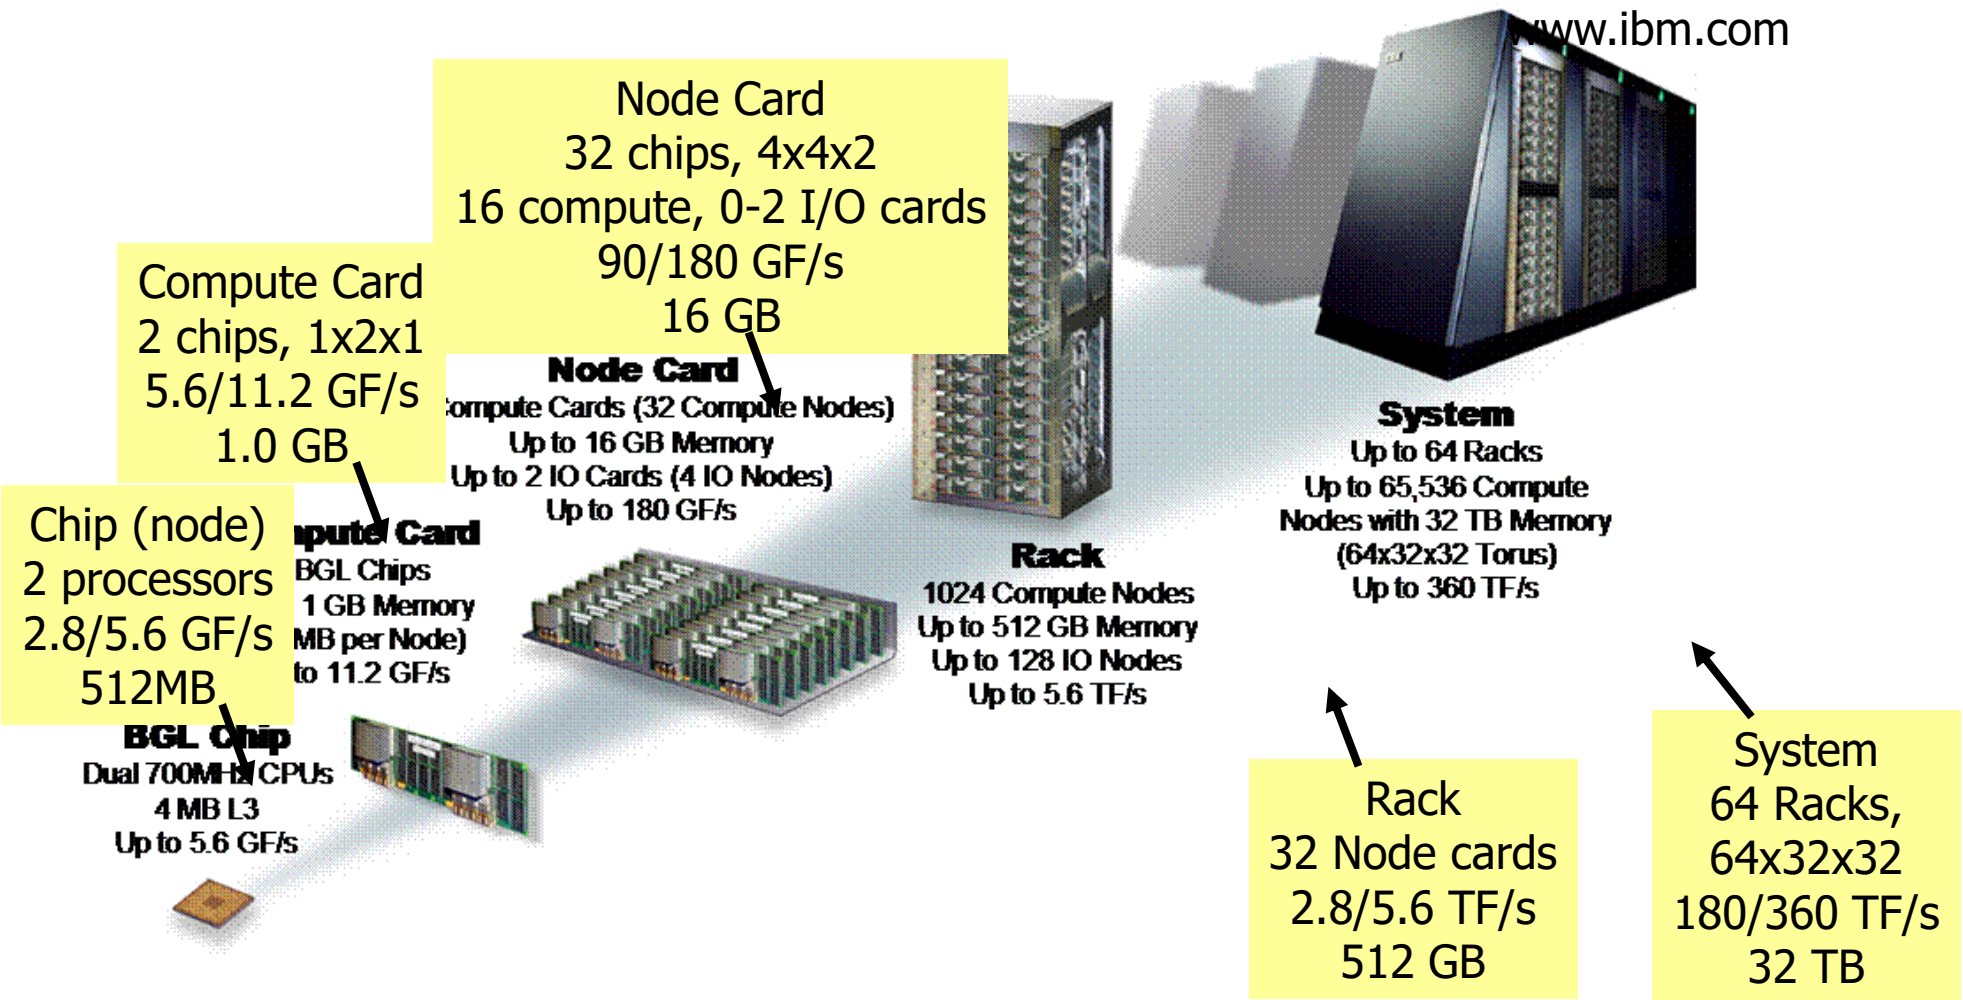 www.ibm.com
Node Card
32 chips, 4x4x2
16 compute, 0-2 I/O cards
90/180 GF/s
16 GB
Compute Card
2 chips, 1x2x1
5.6/11.2 GF/s
1.0 GB
Chip (node)
2 processors
2.8/5.6 GF/s
512MB
Node Card
Cards (32 Compute Nodes)
Up to 16 GB Memory
Up to 2 IO Cards (4 IO Nodes)
Up to 180 GF/s
Card
BGL Chips
1 GB Memory
MB per Node)
to 11.2 GF/s
BGL Chip
Dual 700MHz CPUs
4 MB L3
Up to 5.6 GF/s
Rack
1024 Compute Nodes
Up to 512 GB Memory
Up to 128 IO Nodes
Up to 5.6 TF/s
System
Up to 64 Racks
Up to 65,536 Compute
Nodes with 32 TB Memory
(64x32x32 Torus)
Up to 360 TF/s
Rack
32 Node cards
2.8/5.6 TF/s
512 GB
System
64 Racks,
64x32x32
180/360 TF/s
32 TB